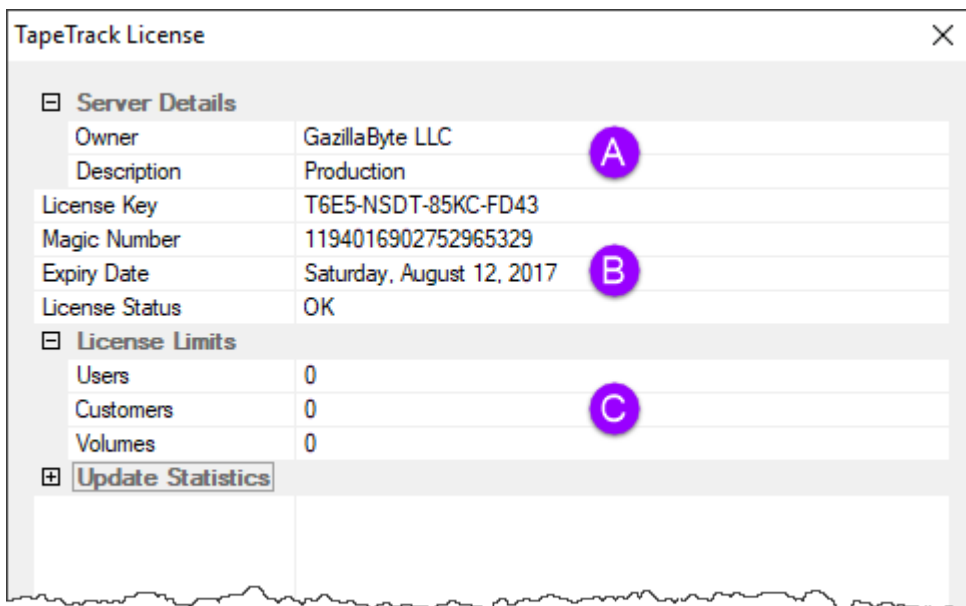 TapeTrack License
Server Details
Owner GazillaByte LLC
A
Description Production
License Key T6E5-NSDT-85KC-FD43
Magic Number 1194016902752965329
Expiry Date Saturday, August 12, 2017 B
License Status OK
License Limits
Users 0
Customers 0 C
Volumes 0
Update Statistics